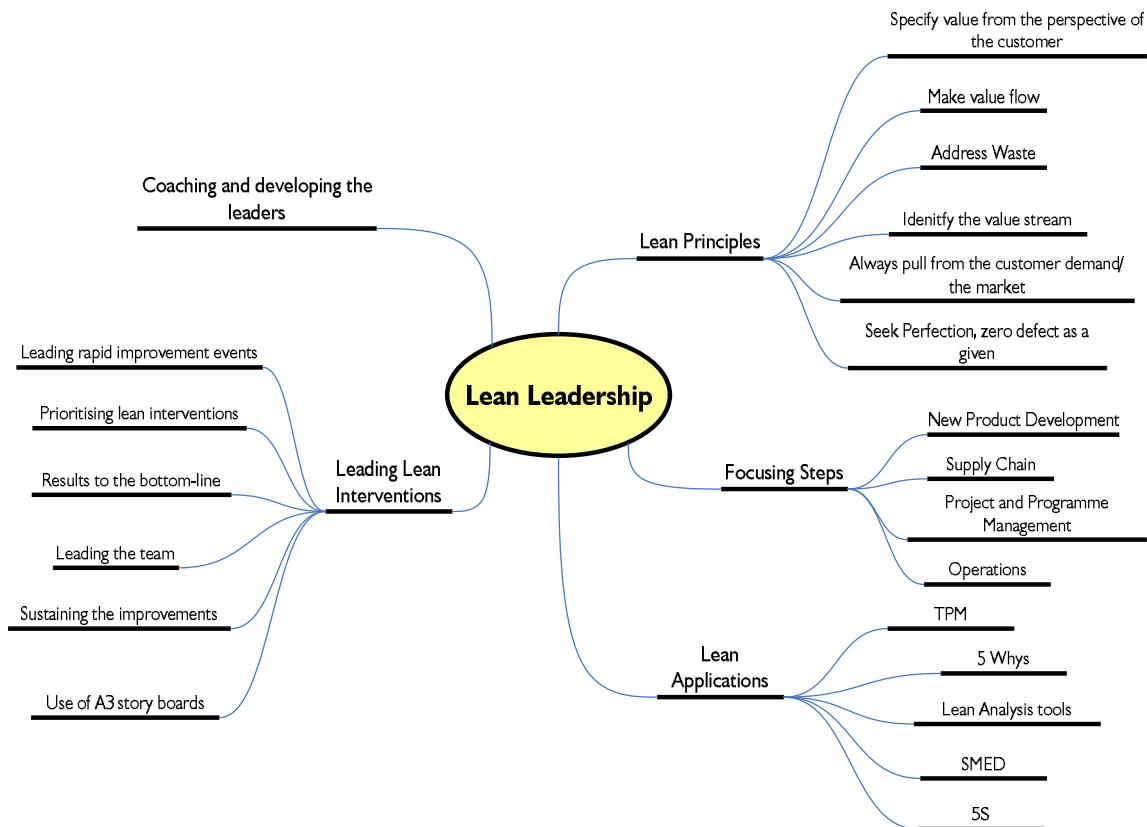 Lean Leadership
Coaching and developing the
leaders
Lean Principles
Specify value from the perspective of
the customer
Make value flow
Address Waste
Idenitfy the value stream
Always pull from the customer demand/
the market
Seek Perfection, zero defect as a
given
Focusing Steps
New Product Development
Supply Chain
Project and Programme
Management
Operations
Lean
Applications
TPM
5 Whys
Lean Analysis tools
SMED
5S
Leading Lean
Interventions
Leading rapid improvement events
Prioritising lean interventions
Results to the bottom-line
Leading the team
Sustaining the improvements
Use of A3 story boards